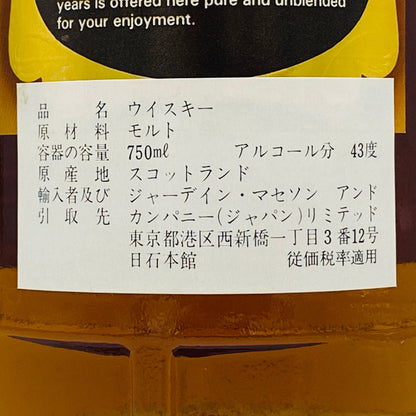 years is offered here pure and unblended
for your enjoyment.
品名 ウイスキー
原材料 モルト
容器の容量 750ml アルコール分 43度
原産地 スコットランド
輸入者及び ジャーデイン・マセソン アンド
引取先 カンパニー(ジャパン)リミテッド
東京都港区西新橋一丁目3番12号
日石本館 従価税率適用